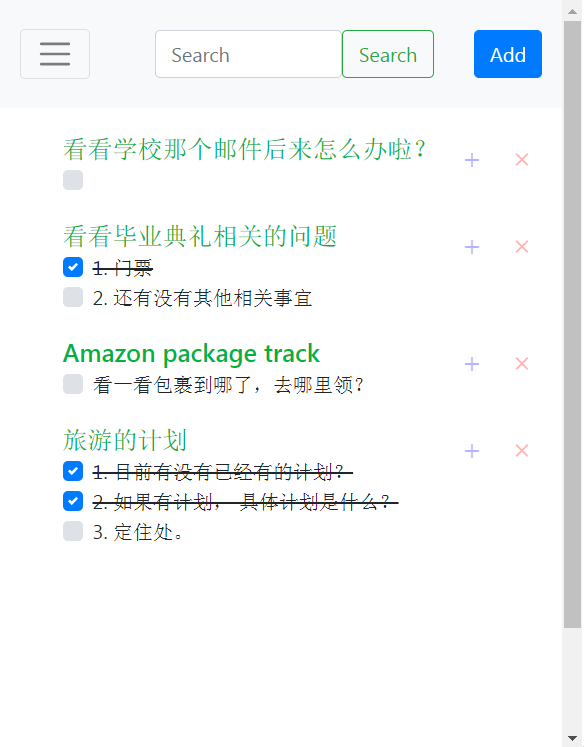 Search Search Add
看看学校那个邮件后来怎么办啦？
看看毕业典礼相关的问题
1. 门票
2. 还有没有其他相关事宜
Amazon package track
看一看包裹到哪了，去哪里领？
旅游的计划
1. 目前有没有已经有的计划？
2. 如果有计划， 具体计划是什么？
3. 定住处。